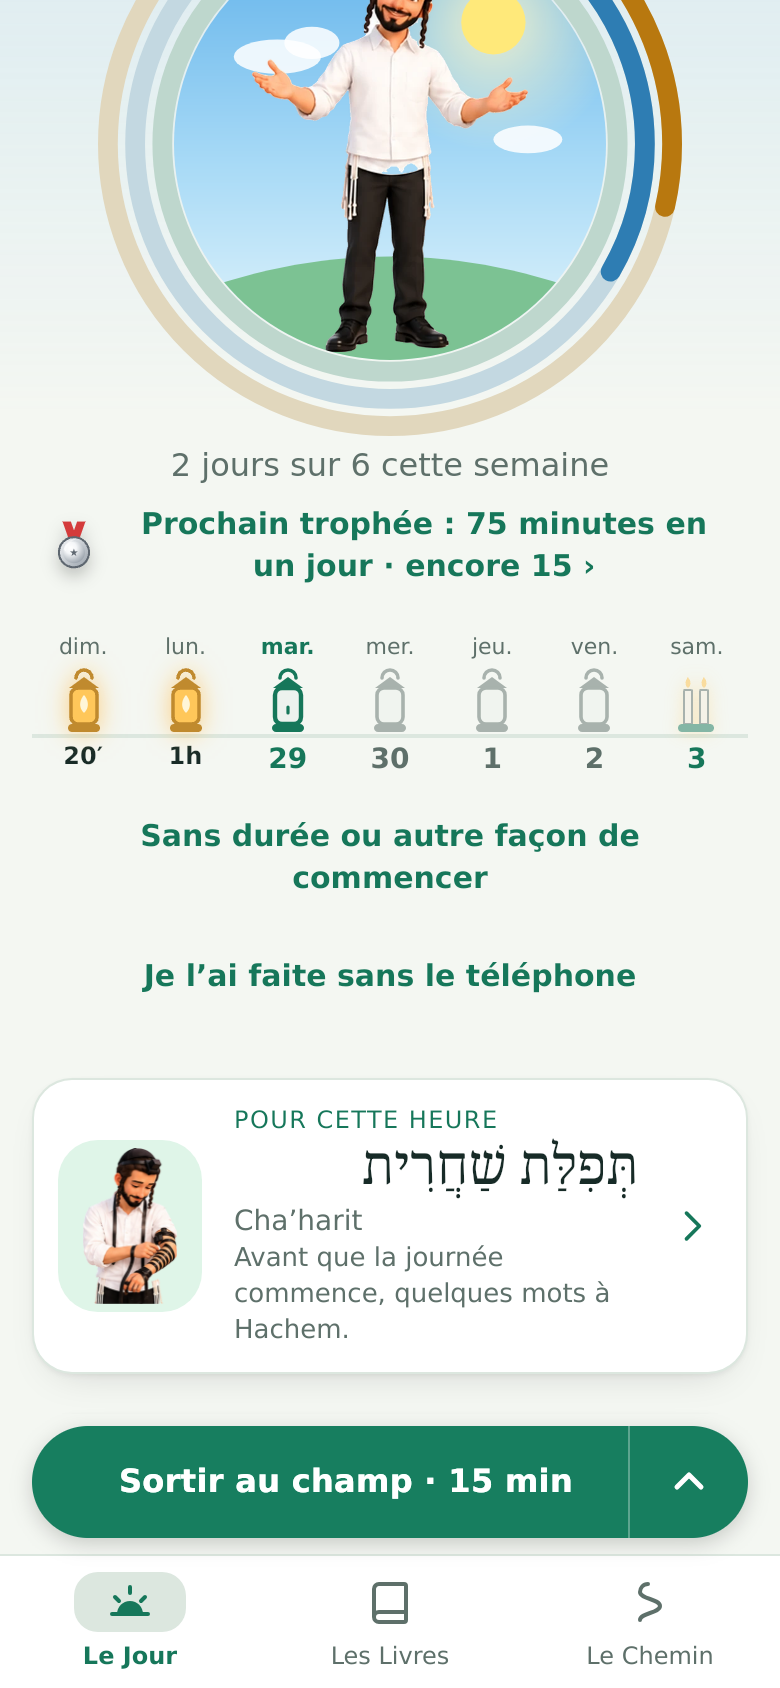 2 jours sur 6 cette semaine
Prochain trophée : 75 minutes en
un jour · encore 15 ›
dim. lun. mar. mer. jeu. ven. sam.
20′ 1h 29 30 1 2 3
Sans durée ou autre façon de
commencer
Je l’ai faite sans le téléphone
POUR CETTE HEURE
תְּפִלַּת שַׁחֲרִית
Cha’harit
Avant que la journée
commence, quelques mots à
Hachem.
Sortir au champ · 15 min
Le Jour Les Livres Le Chemin